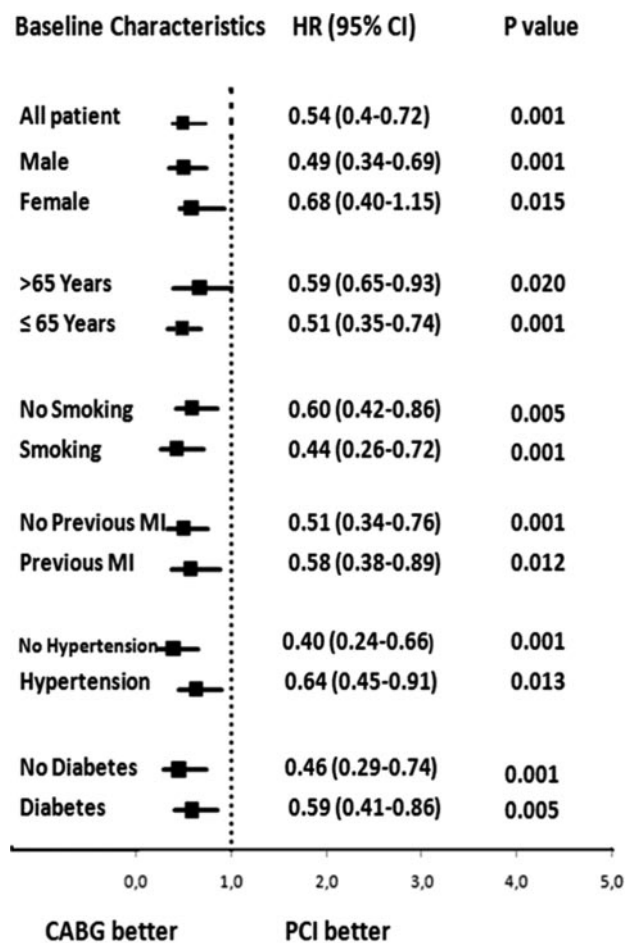 Baseline Characteristics HR (95% CI) P value
All patient 0.54 (0.4-0.72) 0.001
Male 0.49 (0.34-0.69) 0.001
Female 0.68 (0.40-1.15) 0.015
>65 Years 0.59 (0.65-0.93) 0.020
≤ 65 Years 0.51 (0.35-0.74) 0.001
No Smoking 0.60 (0.42-0.86) 0.005
Smoking 0.44 (0.26-0.72) 0.001
No Previous MI 0.51 (0.34-0.76) 0.001
Previous MI 0.58 (0.38-0.89) 0.012
No Hypertension 0.40 (0.24-0.66) 0.001
Hypertension 0.64 (0.45-0.91) 0.013
No Diabetes 0.46 (0.29-0.74) 0.001
Diabetes 0.59 (0.41-0.86) 0.005
0,0 1,0 2,0 3,0 4,0 5,0
CABG better PCI better